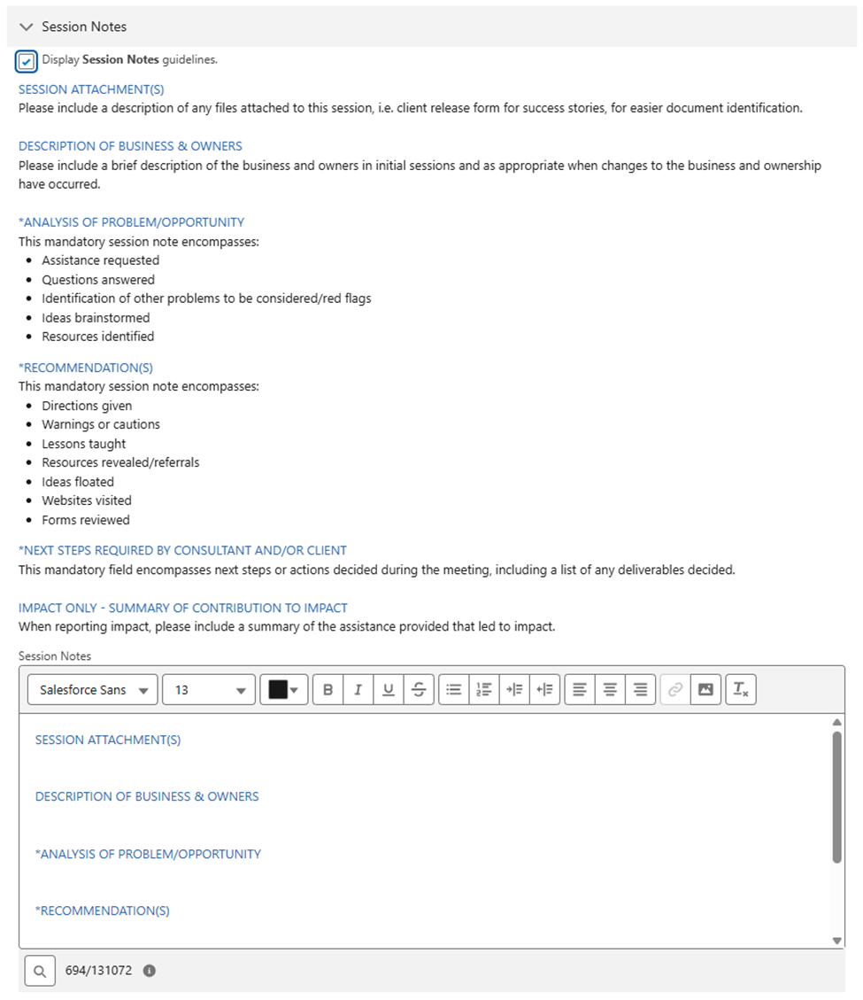 Session Notes
Display Session Notes guidelines.
SESSION ATTACHMENT(S)
Please include a description of any files attached to this session, i.e. client release form for success stories, for easier document identification.
DESCRIPTION OF BUSINESS & OWNERS
Please include a brief description of the business and owners in initial sessions and as appropriate when changes to the business and ownership
have occurred.
*ANALYSIS OF PROBLEM/OPPORTUNITY
This mandatory session note encompasses:
• Assistance requested
• Questions answered
• Identification of other problems to be considered/red flags
• Ideas brainstormed
• Resources identified
*RECOMMENDATION(S)
This mandatory session note encompasses:
• Directions given
• Warnings or cautions
• Lessons taught
• Resources revealed/referrals
• Ideas floated
• Websites visited
• Forms reviewed
*NEXT STEPS REQUIRED BY CONSULTANT AND/OR CLIENT
This mandatory field encompasses next steps or actions decided during the meeting, including a list of any deliverables decided.
IMPACT ONLY - SUMMARY OF CONTRIBUTION TO IMPACT
When reporting impact, please include a summary of the assistance provided that led to impact.
Session Notes
Salesforce Sans 13 B I U S
SESSION ATTACHMENT(S)
DESCRIPTION OF BUSINESS & OWNERS
*ANALYSIS OF PROBLEM/OPPORTUNITY
*RECOMMENDATION(S)
694/131072